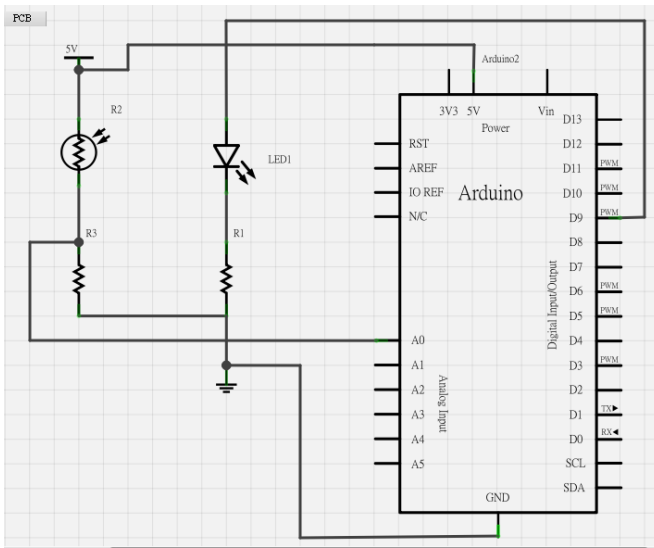 PCB
5V
Arduino2
R2
3V3
5V
Vin
Power
D13
RST
D12
LED1
AREF
D11
PWM
IO REF
Arduino
D10
PWM
N/C
D9
PWM
R3
R1
D8
D7
D6
PWM
D5
PWM
Digital Input/Output
A0
D4
A1
D3
PWM
A2
D2
Analog Input
A3
D1
TX►
A4
D0
RX◄
A5
SCL
SDA
GND